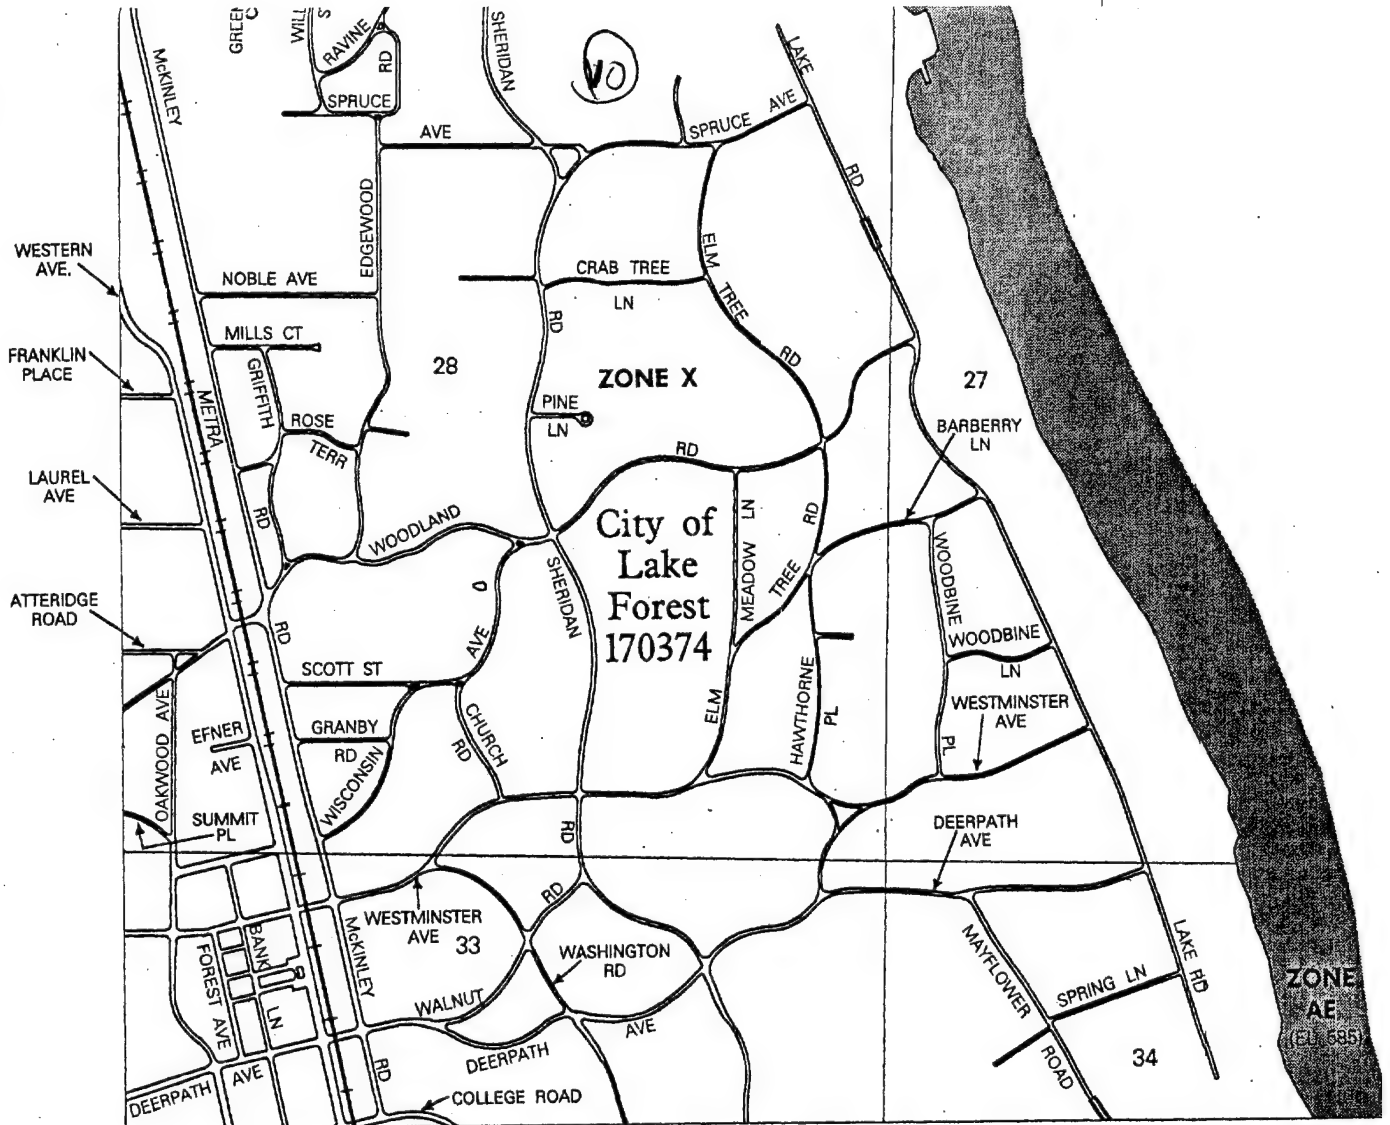 GREEN
WILL
RAVINE
RD
SPRUCE
AVE
McKINLEY
SHERIDAN
LAKE
RD
SPRUCE AVE
EDGEWOOD
WESTERN
AVE.
NOBLE AVE
CRAB TREE
LN
ELM
TREE
RD
MILLS CT
GRIFFITH
RD
FRANKLIN
PLACE
METRA
28
ZONE X
27
BARBERRY
LN
PINE
LN
ROSE
TERR
RD
LAUREL
AVE
RD
WOODLAND
City of
Lake
Forest
170374
MEADOW LN
RD
TREE
ELM
WOODBINE
PL
WOODBINE
LN
SHERIDAN
RD
ATTERIDGE
ROAD
RD
SCOTT ST
AVE
CHURCH
RD
HAWTHORNE
PL
WESTMINSTER
AVE
OAKWOOD AVE
EFNER
AVE
GRANBY
RD
WISCONSIN
SUMMIT
PL
DEERPATH
AVE
RD
WESTMINSTER
AVE
33
WASHINGTON
RD
BANK
LN
FOREST AVE
McKINLEY
RD
WALNUT
DEERPATH
AVE
MAYFLOWER
ROAD
SPRING LN
LAKE RD
ZONE
AE
(EL 585)
34
DEERPATH
AVE
COLLEGE ROAD